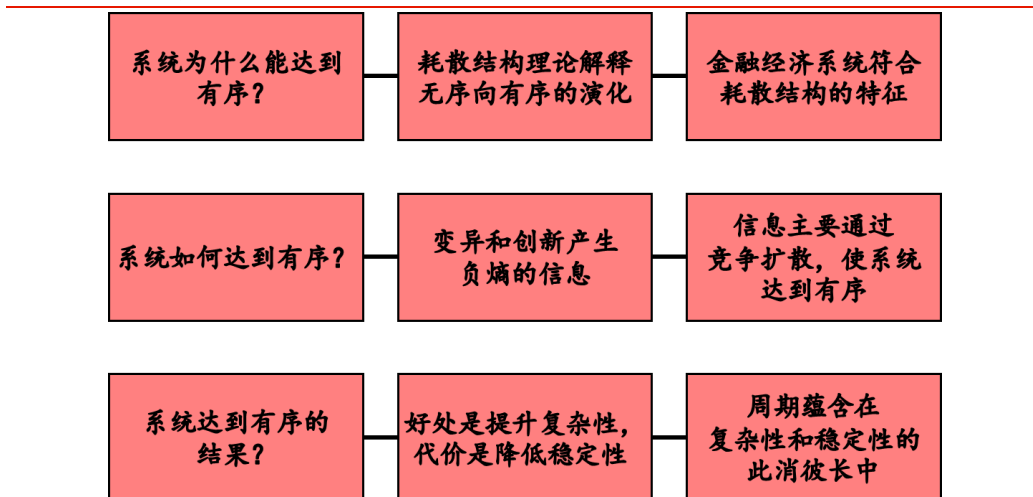 系统为什么能达到
有序？
耗散结构理论解释
无序向有序的演化
金融经济系统符合
耗散结构的特征
系统如何达到有序？
变异和创新产生
负熵的信息
信息主要通过
竞争扩散，使系统
达到有序
系统达到有序的
结果？
好处是提升复杂性，
代价是降低稳定性
周期蕴含在
复杂性和稳定性的
此消彼长中